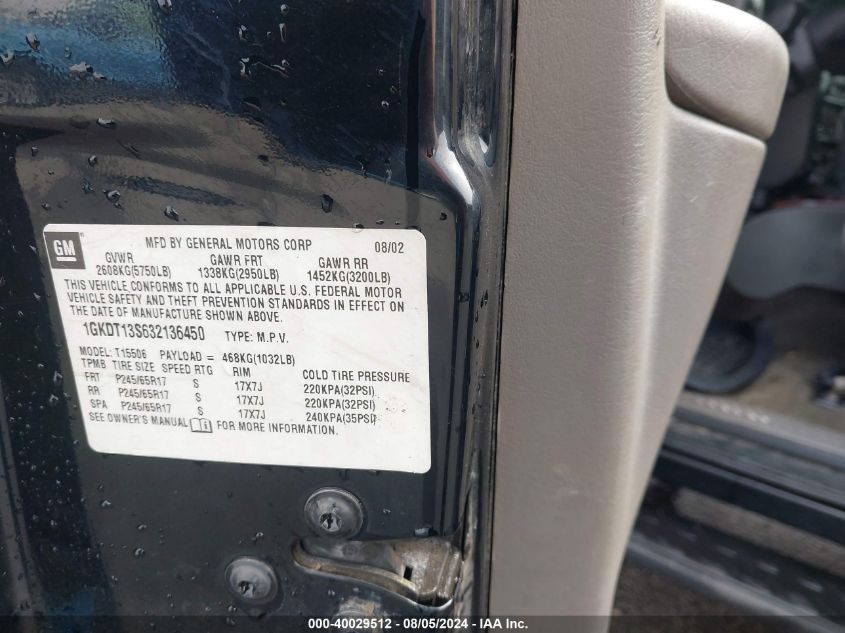 GM
MFD BY GENERAL MOTORS CORP 08/02
GVWR GAWR FRT GAWR RR
2608KG(5750LB) 1338KG(2950LB) 1452KG(3200LB)
THIS VEHICLE CONFORMS TO ALL APPLICABLE U.S. FEDERAL MOTOR
VEHICLE SAFETY AND THEFT PREVENTION STANDARDS IN EFFECT ON
THE DATE OF MANUFACTURE SHOWN ABOVE.
1GKDT13S632136450 TYPE: M.P.V.
MODEL: T15506 PAYLOAD = 468KG(1032LB)
TPMB TIRE SIZE SPEED RTG RIM COLD TIRE PRESSURE
FRT P245/65R17 S 17X7J 220KPA(32PSI)
RR P245/65R17 S 17X7J 220KPA(32PSI)
SPA P245/65R17 S 17X7J 240KPA(35PSI)
SEE OWNER'S MANUAL FOR MORE INFORMATION.
000-40029512 - 08/05/2024 - IAA Inc.